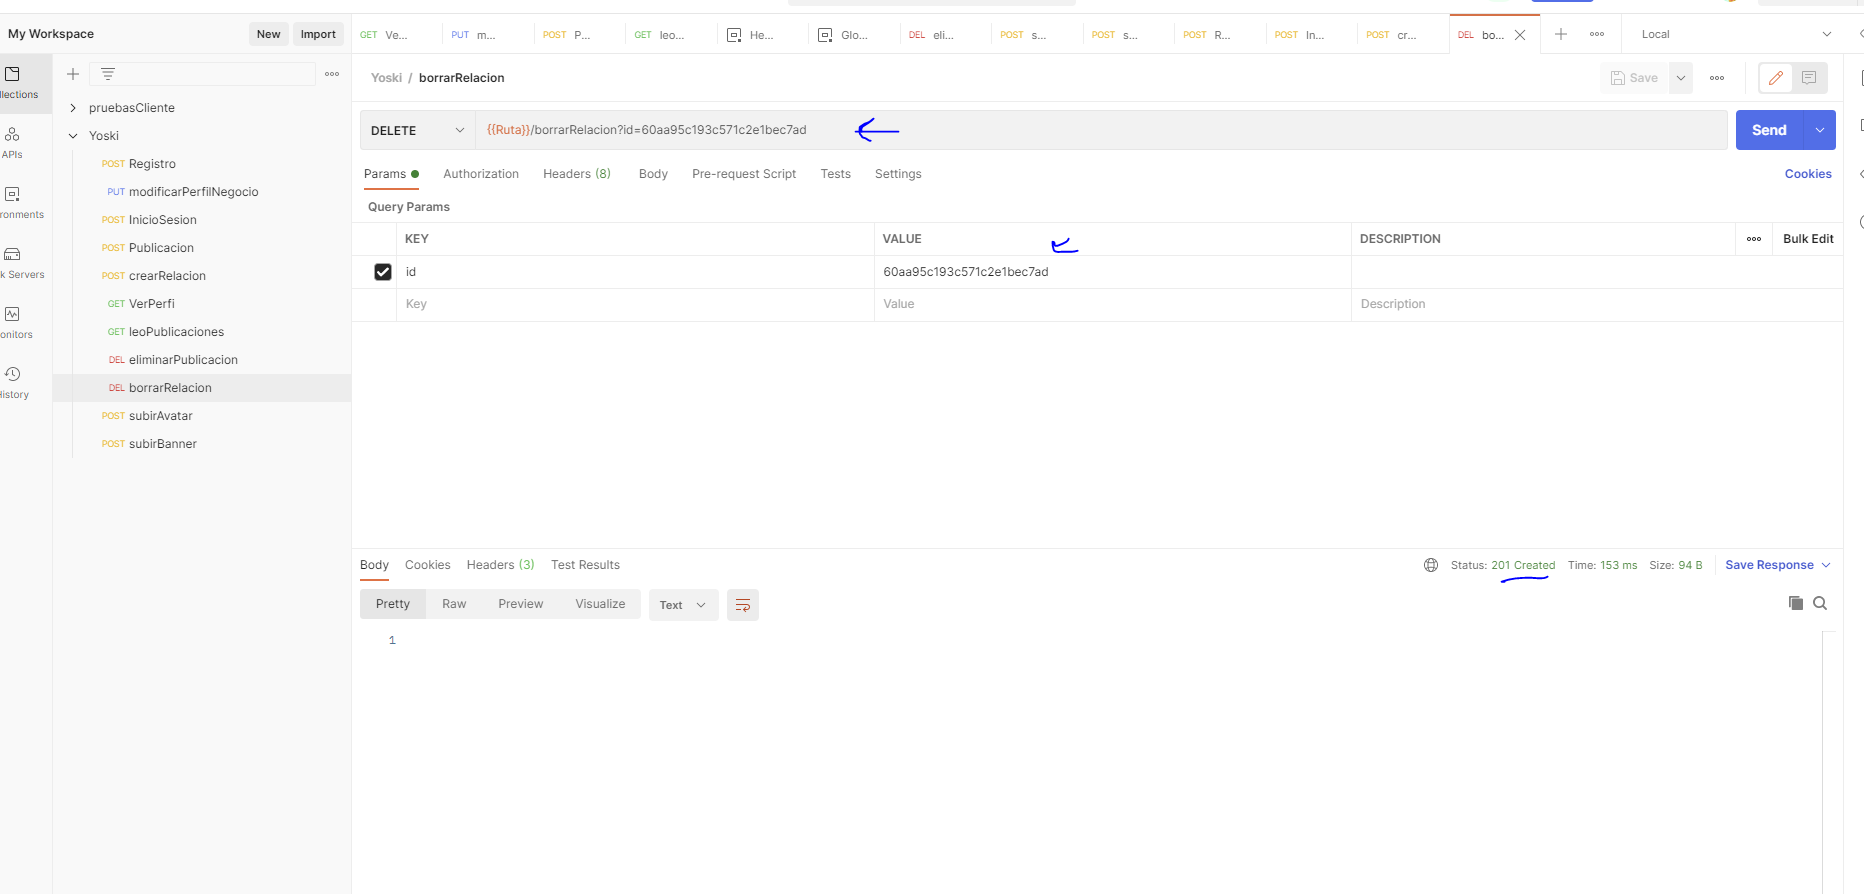 My Workspace
New
Import
GET Ve...
PUT m...
POST P...
GET leo...
He...
Glo...
DEL eli...
POST s...
POST s...
POST R...
POST In...
POST cr...
DEL bo...
Local
llections
APIs
ronments
k Servers
onitors
History
pruebasCliente
Yoski
POST Registro
PUT modificarPerfilNegocio
POST InicioSesion
POST Publicacion
POST crearRelacion
GET VerPerfi
GET leoPublicaciones
DEL eliminarPublicacion
DEL borrarRelacion
POST subirAvatar
POST subirBanner
Yoski / borrarRelacion
Save
DELETE
{{Ruta}}/borrarRelacion?id=60aa95c193c571c2e1bec7ad
Send
Params
Authorization
Headers (8)
Body
Pre-request Script
Tests
Settings
Cookies
Query Params
KEY
VALUE
DESCRIPTION
Bulk Edit
id
60aa95c193c571c2e1bec7ad
Key
Value
Description
Body
Cookies
Headers (3)
Test Results
Status: 201 Created
Time: 153 ms
Size: 94 B
Save Response
Pretty
Raw
Preview
Visualize
Text
1